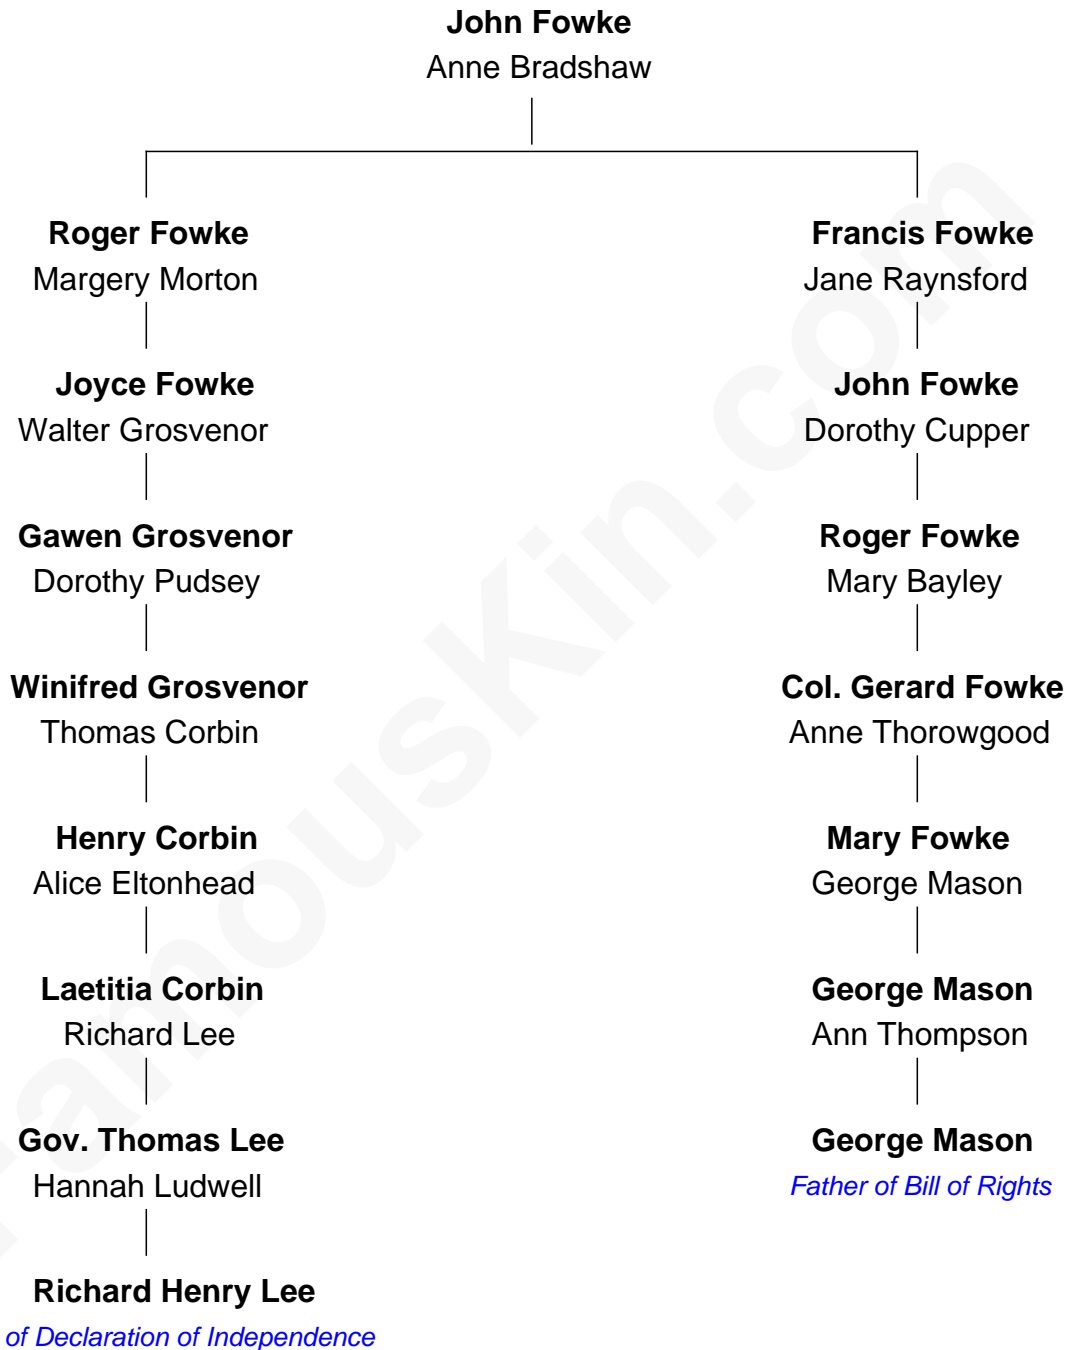 John Fowke
Anne Bradshaw
Roger Fowke
Margery Morton
Francis Fowke
Jane Raynsford
Joyce Fowke
Walter Grosvenor
John Fowke
Dorothy Cupper
Gawen Grosvenor
Dorothy Pudsey
Roger Fowke
Mary Bayley
Winifred Grosvenor
Thomas Corbin
Col. Gerard Fowke
Anne Thorowgood
Henry Corbin
Alice Eltonhead
Mary Fowke
George Mason
Laetitia Corbin
Richard Lee
George Mason
Ann Thompson
Gov. Thomas Lee
Hannah Ludwell
George Mason
Father of Bill of Rights
Richard Henry Lee
of Declaration of Independence
FamousKin.com